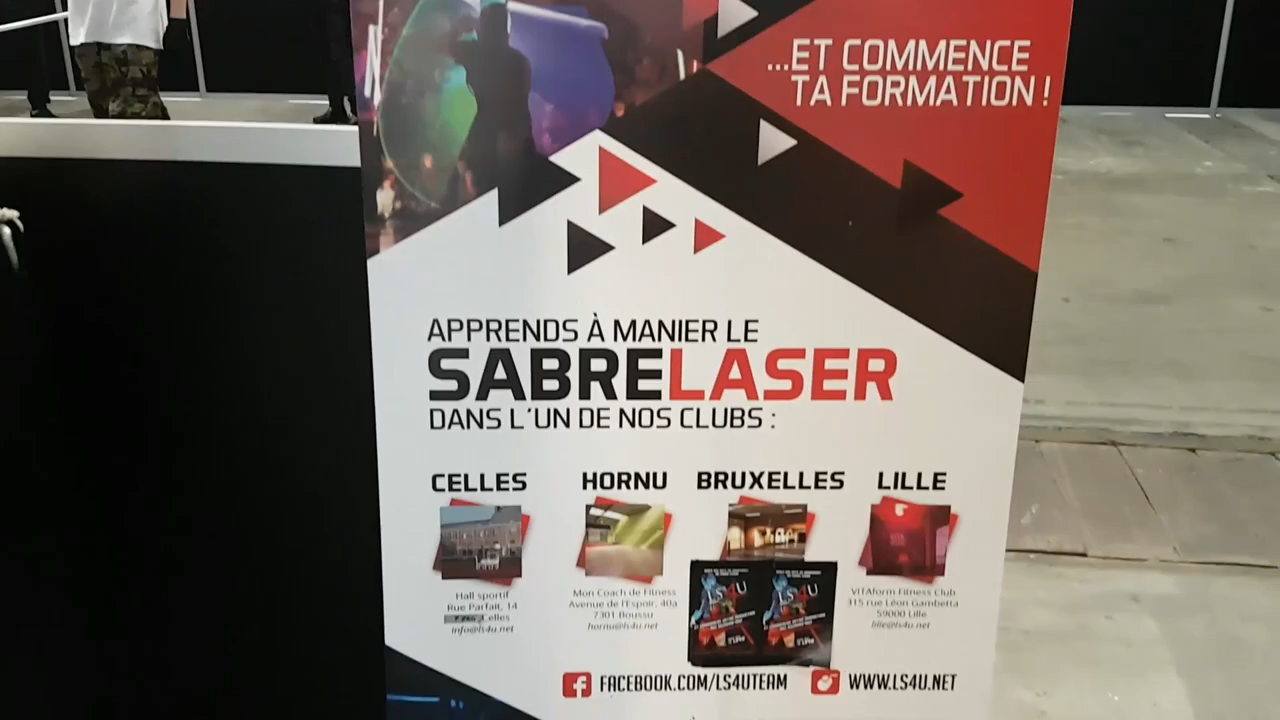 ...ET COMMENCE
TA FORMATION !
APPRENDS À MANIER LE
SABRELASER
DANS L'UN DE NOS CLUBS :
CELLES
Hall sportif
Rue Parfait, 14
Celles
info@ls4u.net
HORNU
Mon Coach de Fitness
Avenue de l'Espoir, 40a
7301 Boussu
hornu@ls4u.net
BRUXELLES
LS4U
LS4U
LILLE
VITAform Fitness Club
315 rue Léon Gambetta
59000 Lille
lille@ls4u.net
FACEBOOK.COM/LS4UTEAM
WWW.LS4U.NET